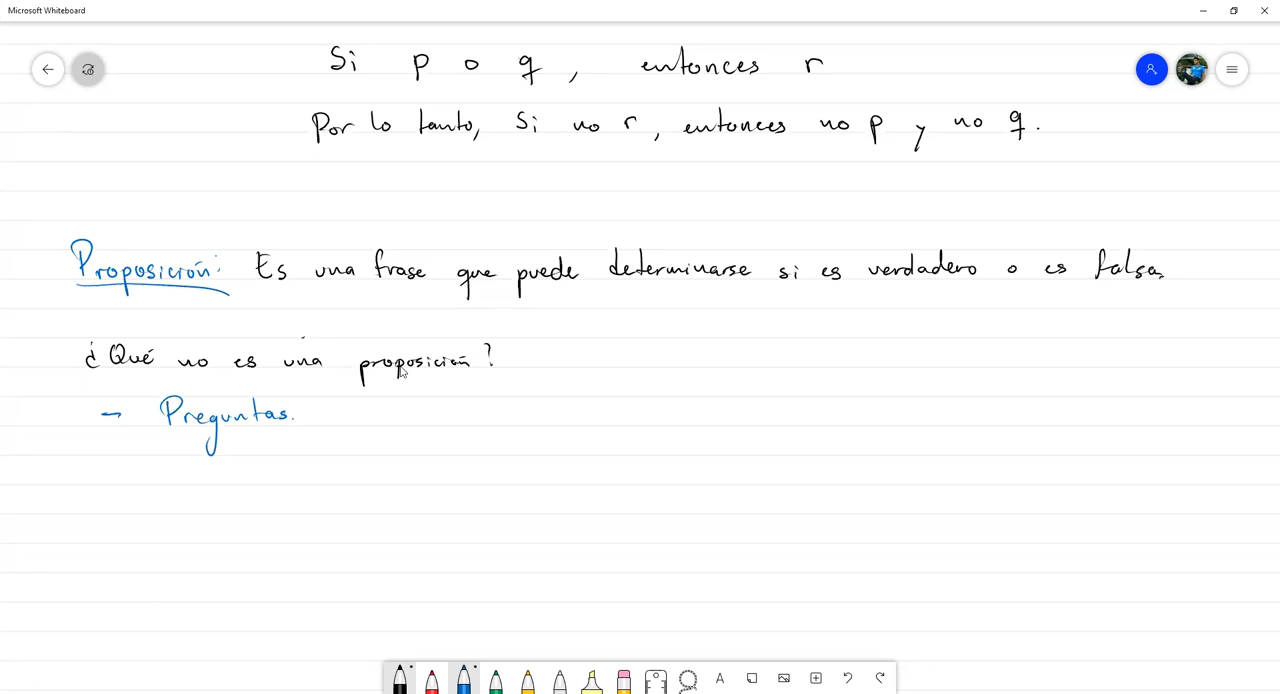 Microsoft Whiteboard
Si p o q, entonces r
Por lo tanto, Si no r, entonces no p y no q.
Proposición: Es una frase que puede determinarse si es verdadero o es falsa,
¿Qué no es una proposición?
- Preguntas.